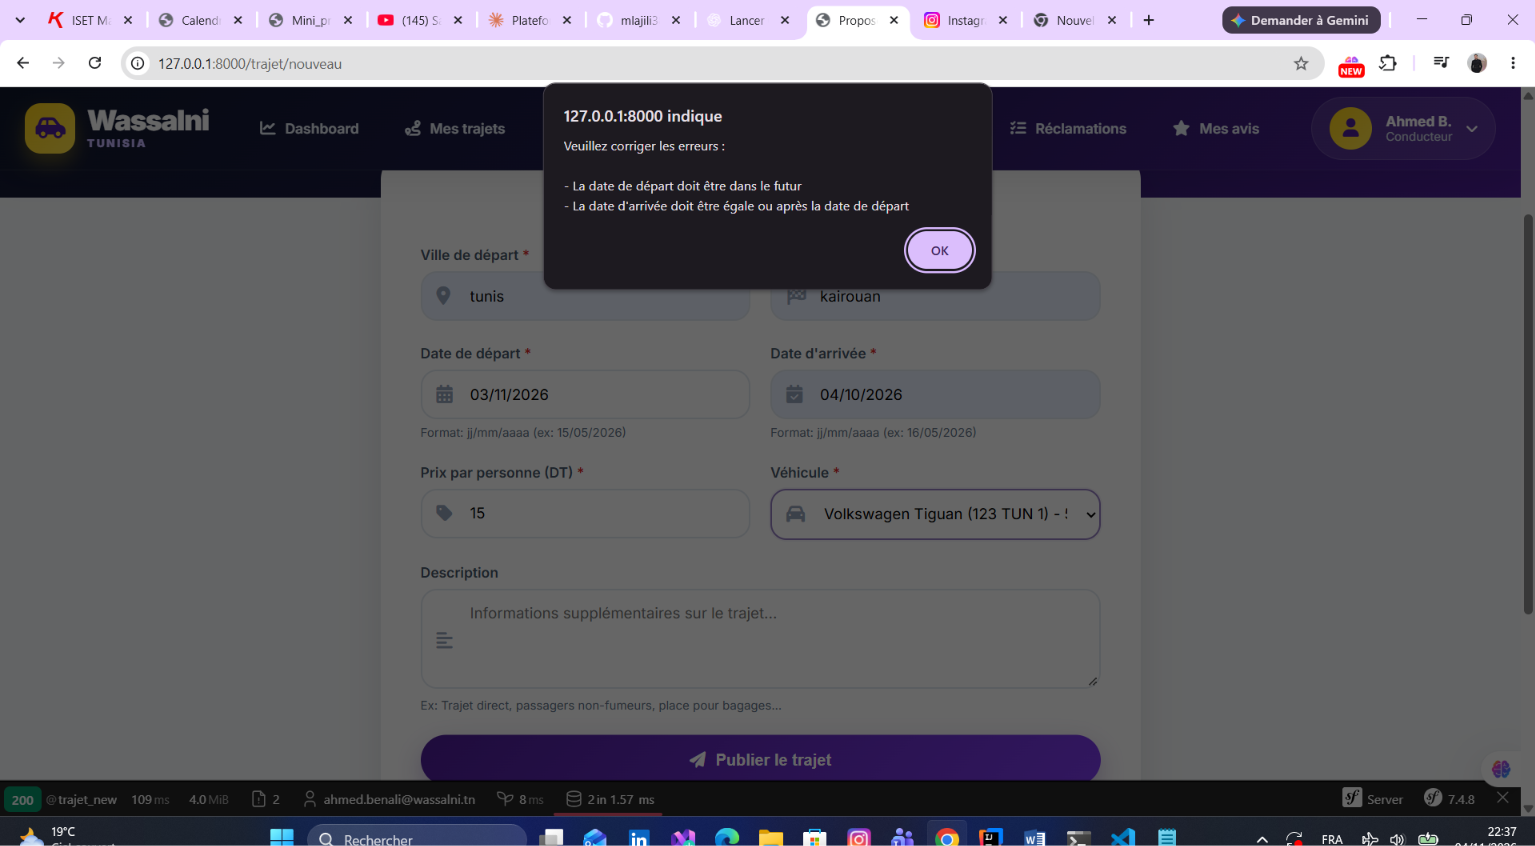 ISET Ma
Calend
Mini_pr
(145) Sa
Platefo
mlajili3
Lancer
Propos
Instagr
Nouvel
Demander à Gemini
127.0.0.1:8000/trajet/nouveau
NEW
Wassalni
TUNISIA
Dashboard
Mes trajets
Réclamations
Mes avis
Ahmed B.
Conducteur
127.0.0.1:8000 indique
Veuillez corriger les erreurs :
- La date de départ doit être dans le futur
- La date d'arrivée doit être égale ou après la date de départ
OK
Ville de départ *
tunis
kairouan
Date de départ *
Date d'arrivée *
03/11/2026
04/10/2026
Format: jj/mm/aaaa (ex: 15/05/2026)
Format: jj/mm/aaaa (ex: 16/05/2026)
Prix par personne (DT) *
Véhicule *
15
Volkswagen Tiguan (123 TUN 1) - 5
Description
Informations supplémentaires sur le trajet...
Ex: Trajet direct, passagers non-fumeurs, place pour bagages...
Publier le trajet
200 @trajet_new 109 ms 4.0 MiB 2 ahmed.benali@wassalni.tn 8 ms 2 in 1.57 ms Server 7.4.8
19°C
Rechercher
FRA
22:37
04/11/2026